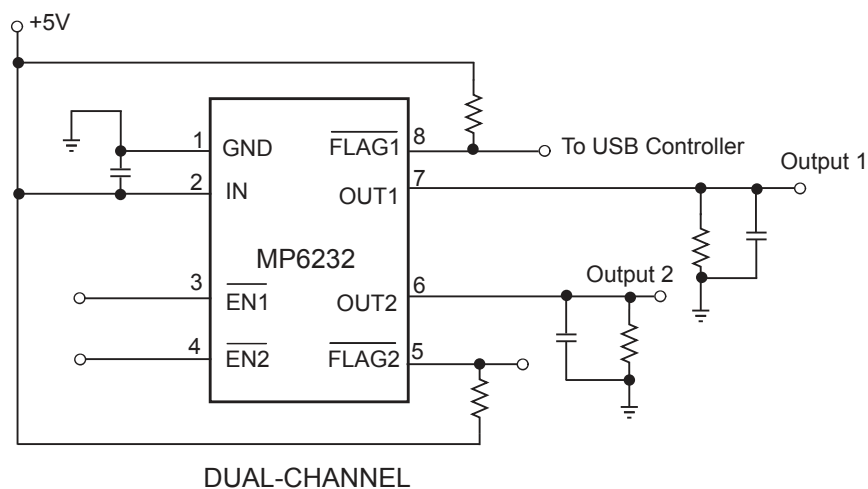 +5V
1 GND
2 IN
3 EN1
4 EN2
MP6232
FLAG1 8
OUT1 7
OUT2 6
FLAG2 5
To USB Controller
Output 1
Output 2
DUAL-CHANNEL